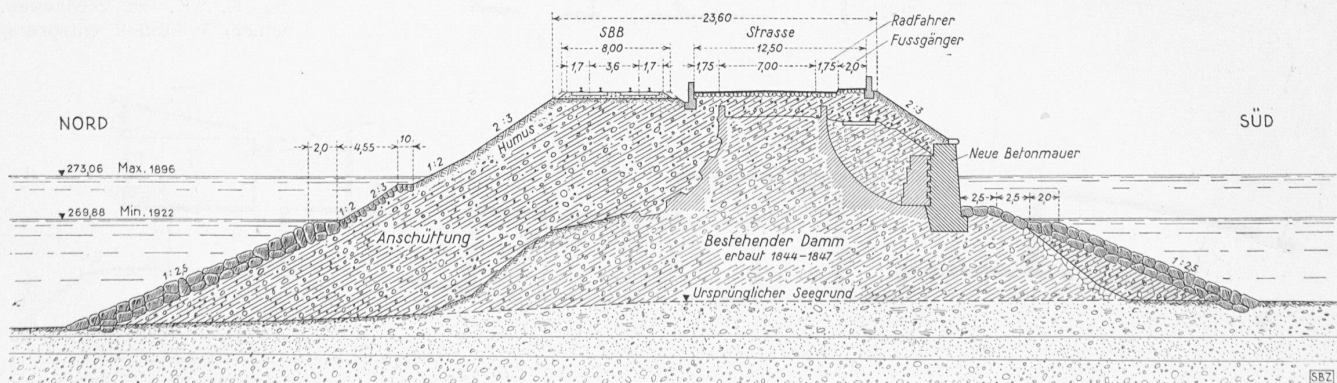 23,60
Radfahrer
Fussgänger
SBB
Strasse
8,00
12,50
1,7 3,6 1,7 1,75 7,00 1,75 2,0
NORD
SÜD
2:3
Humus
2:3
2,0 4,55 10
1:2
Neue Betonmauer
273,06 Max. 1896
2:3
1:2
269,88 Min. 1922
2,5 2,5 2,0
Anschüttung
Bestehender Damm
erbaut 1844-1847
1:2,5
1:2,5
Ursprünglicher Seegrund
SBZ